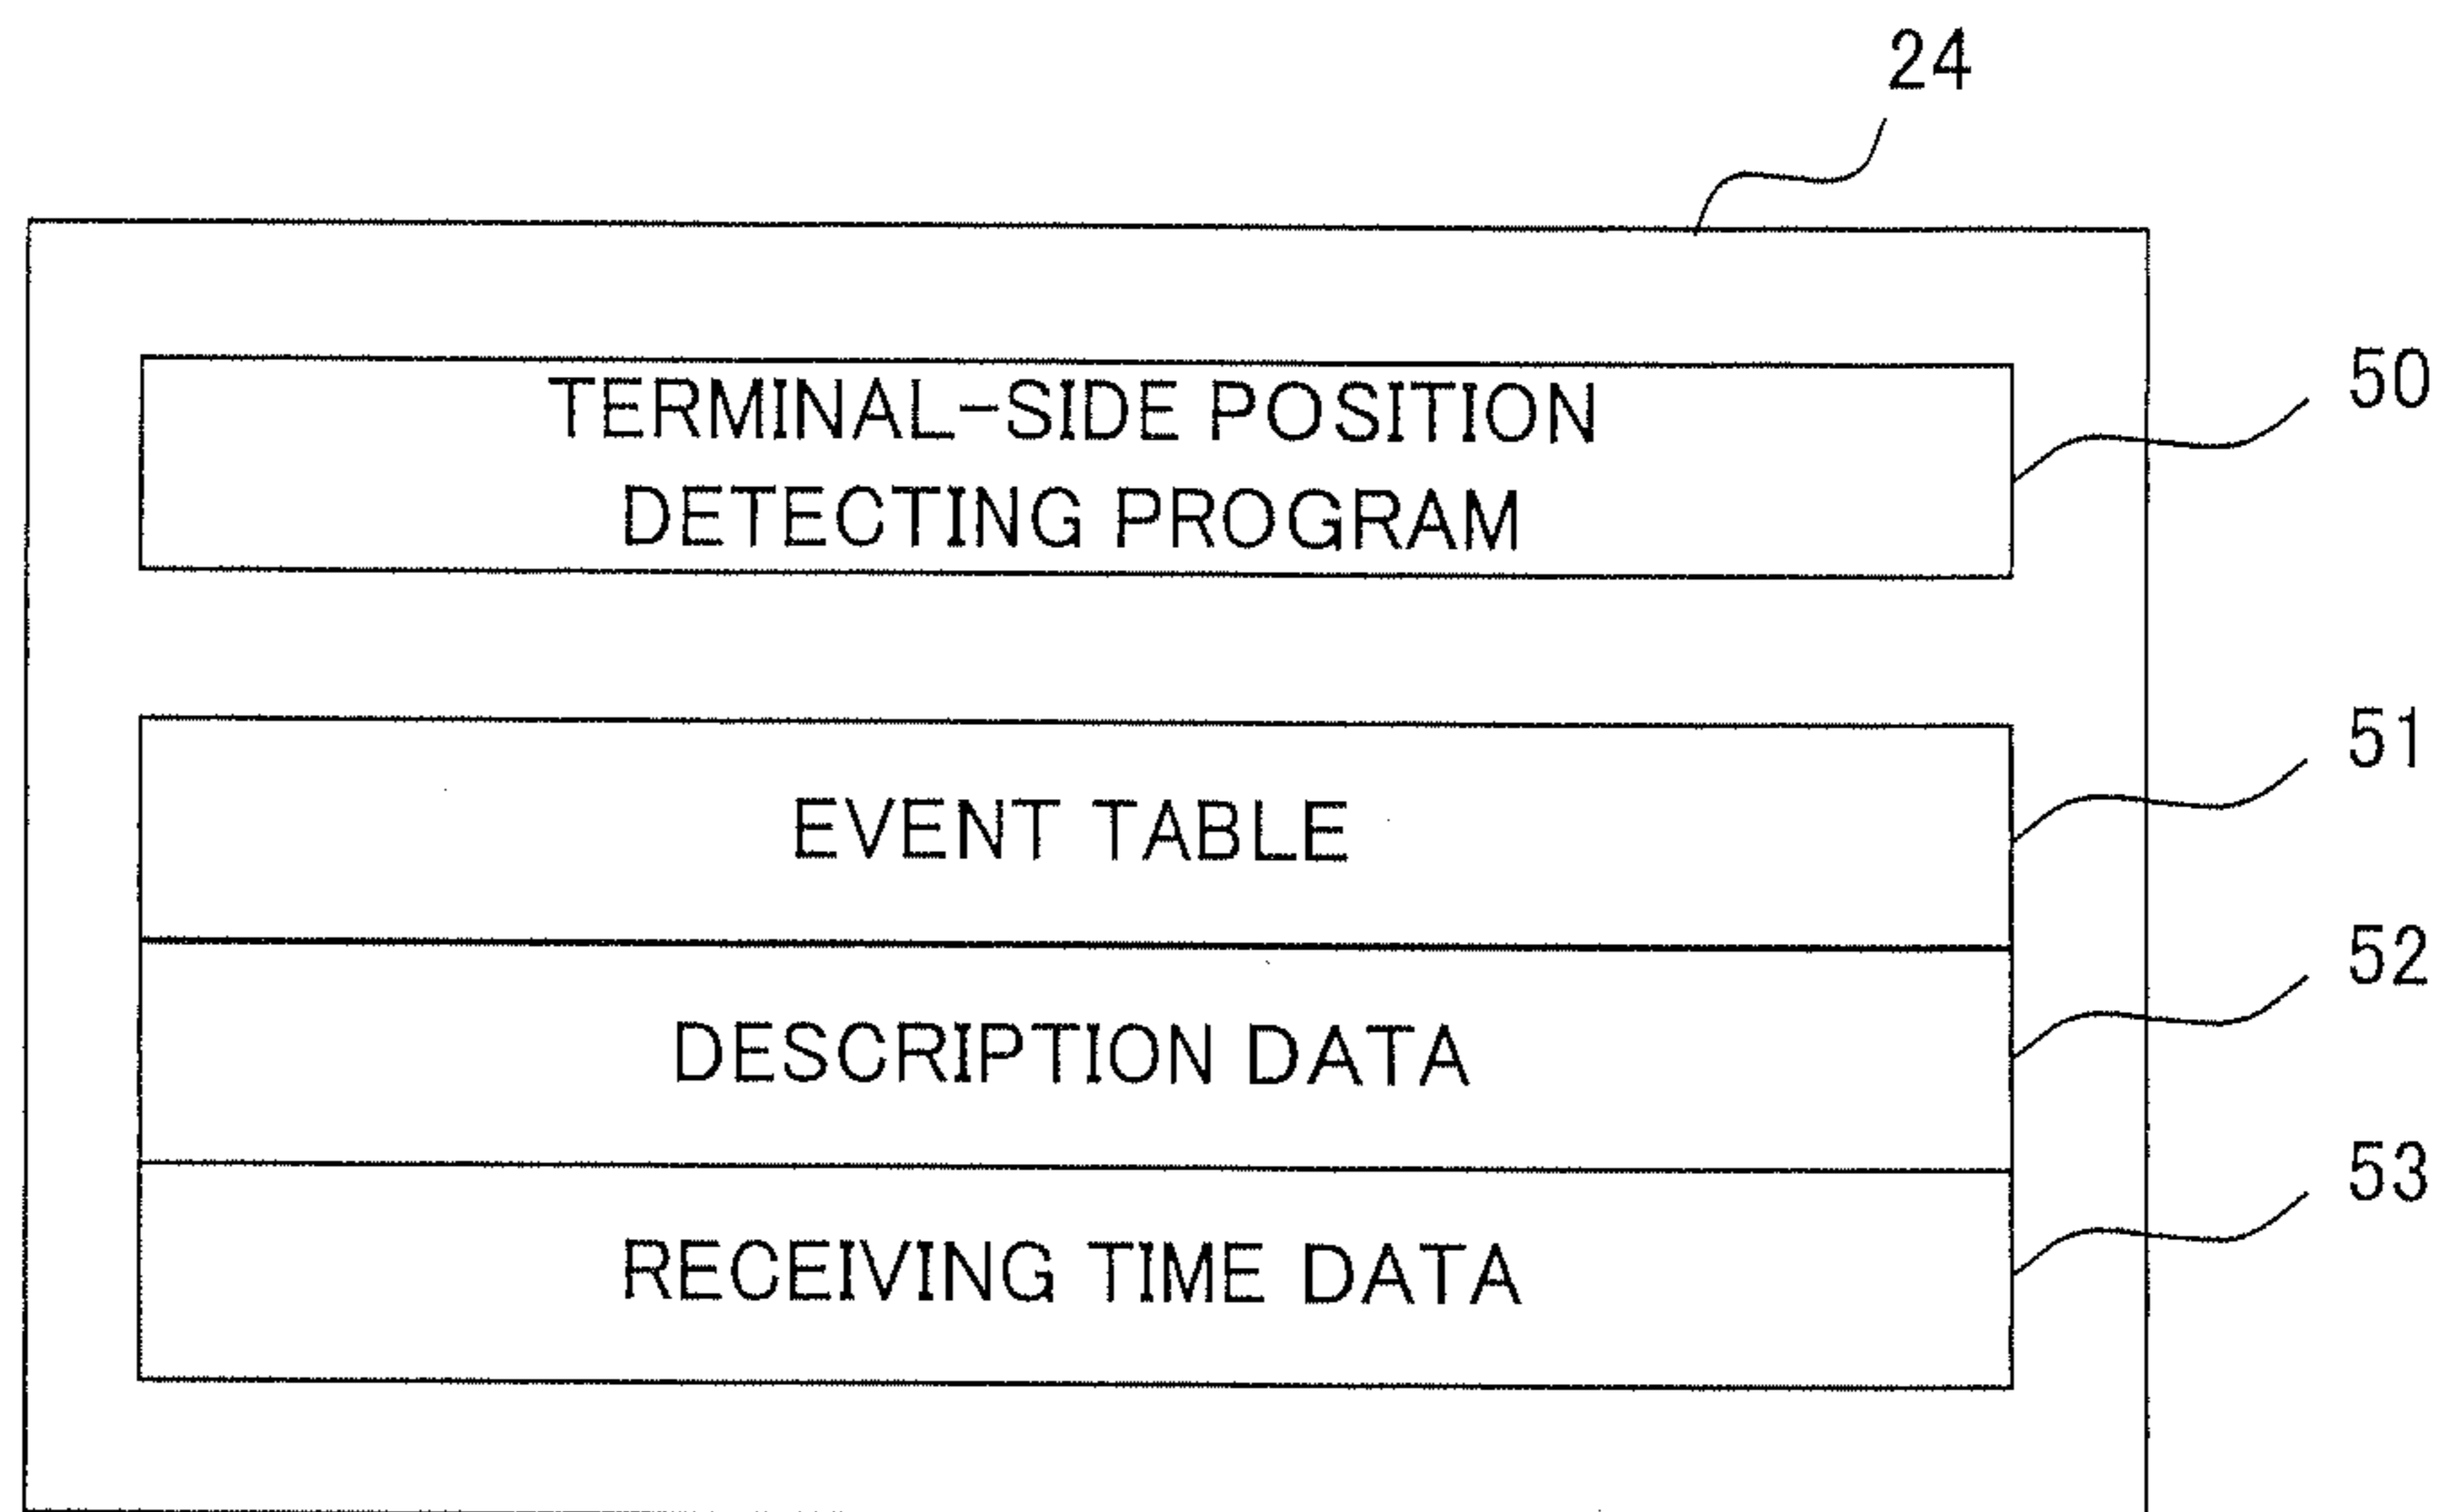 24
TERMINAL-SIDE POSITION
DETECTING PROGRAM
50
EVENT TABLE
51
DESCRIPTION DATA
52
RECEIVING TIME DATA
53